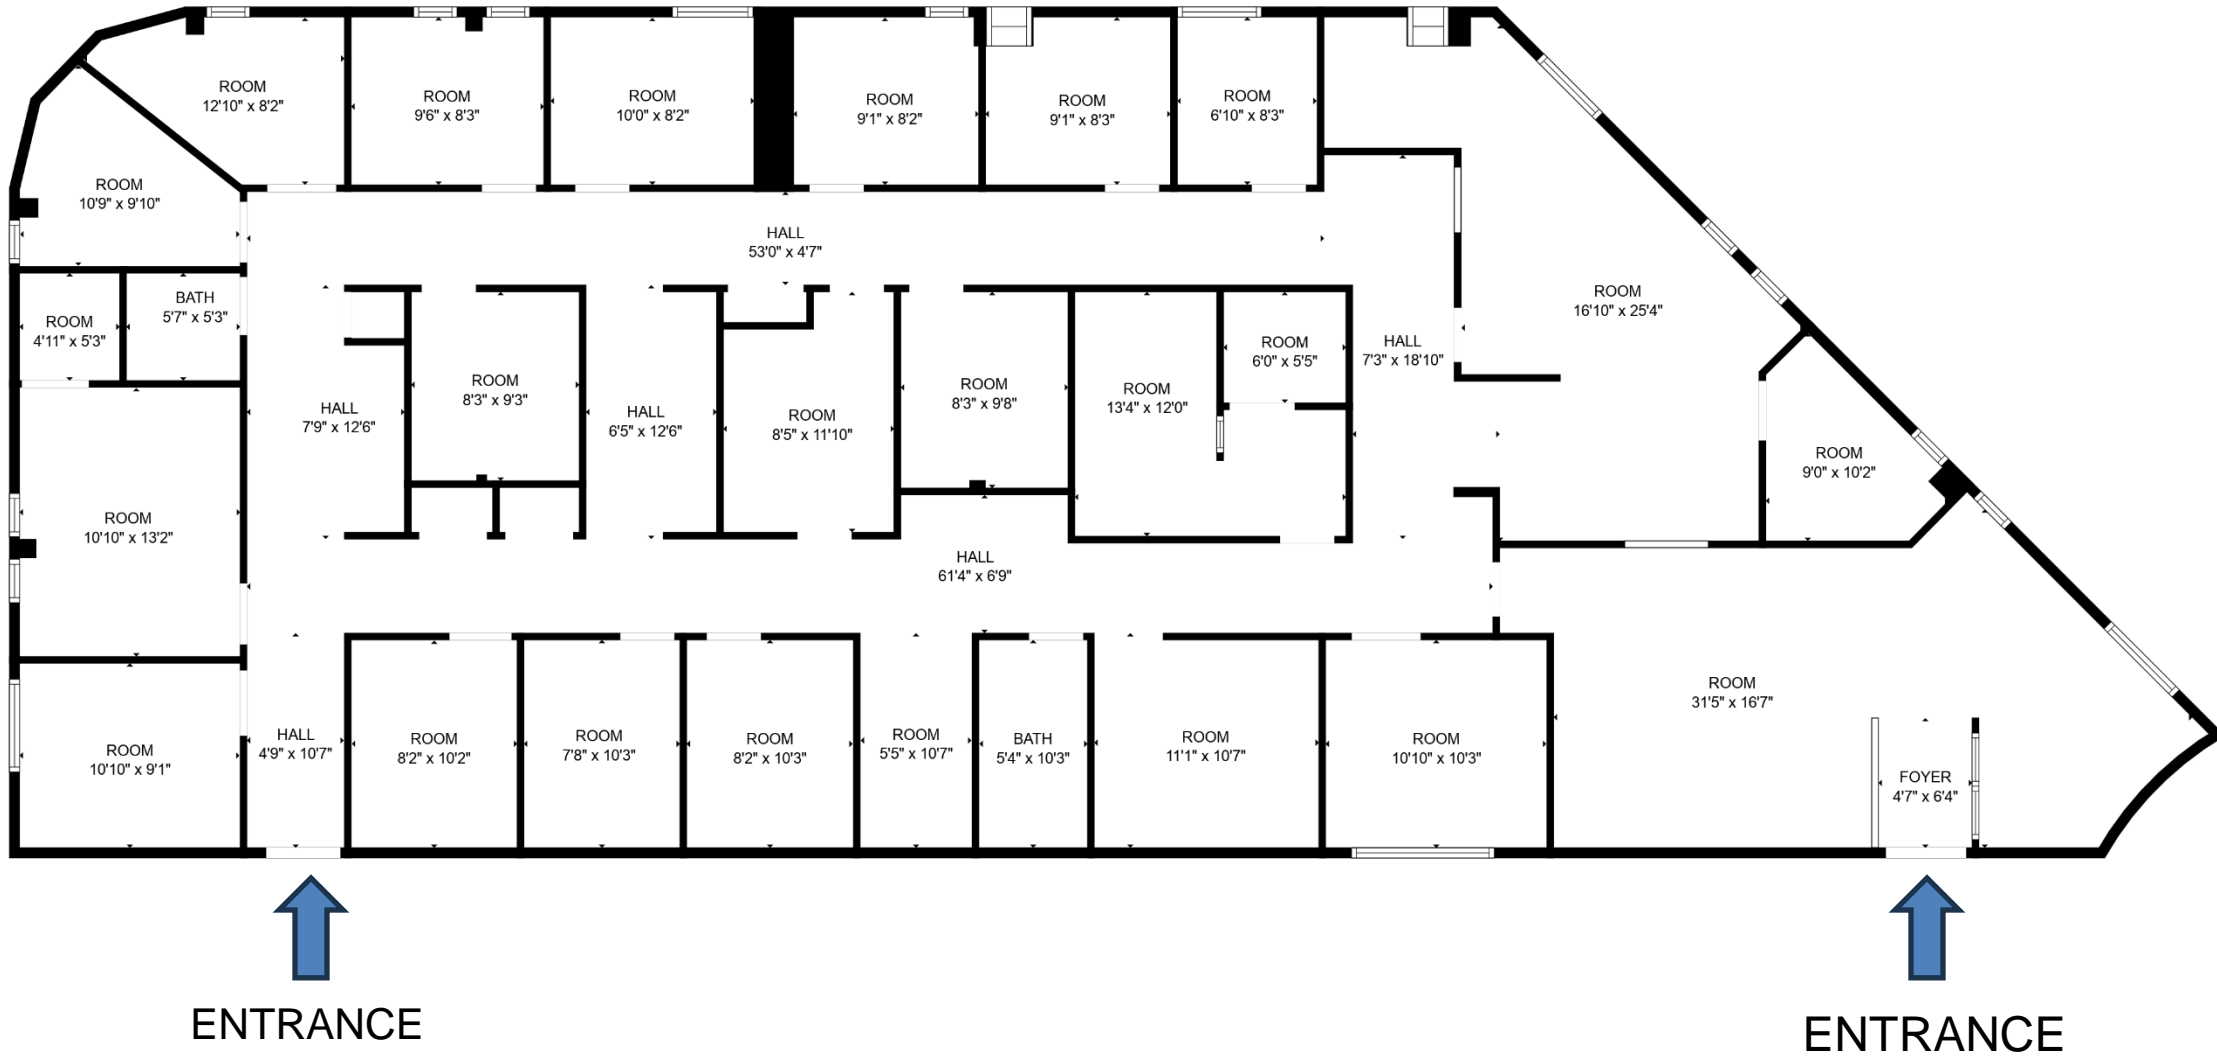 ROOM
12'10" x 8'2"
ROOM
9'6" x 8'3"
ROOM
10'0" x 8'2"
ROOM
9'1" x 8'2"
ROOM
9'1" x 8'3"
ROOM
6'10" x 8'3"
ROOM
10'9" x 9'10"
HALL
53'0" x 4'7"
ROOM
16'10" x 25'4"
ROOM
4'11" x 5'3"
BATH
5'7" x 5'3"
HALL
7'9" x 12'6"
ROOM
8'3" x 9'3"
HALL
6'5" x 12'6"
ROOM
8'5" x 11'10"
ROOM
8'3" x 9'8"
ROOM
13'4" x 12'0"
ROOM
6'0" x 5'5"
HALL
7'3" x 18'10"
ROOM
9'0" x 10'2"
ROOM
10'10" x 13'2"
HALL
61'4" x 6'9"
ROOM
31'5" x 16'7"
ROOM
10'10" x 9'1"
HALL
4'9" x 10'7"
ROOM
8'2" x 10'2"
ROOM
7'8" x 10'3"
ROOM
8'2" x 10'3"
ROOM
5'5" x 10'7"
BATH
5'4" x 10'3"
ROOM
11'1" x 10'7"
ROOM
10'10" x 10'3"
FOYER
4'7" x 6'4"
ENTRANCE
ENTRANCE